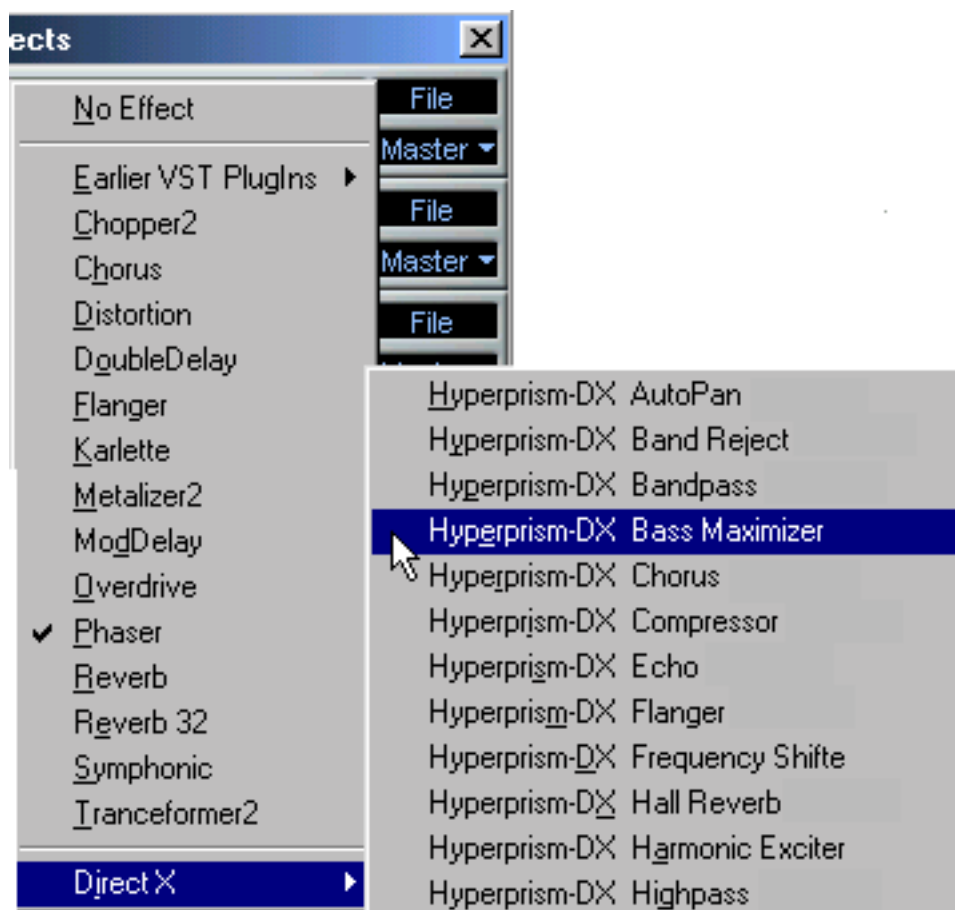 ects
File
Master
File
Master
File
No Effect
Earlier VST PlugIns
Chopper2
Chorus
Distortion
DoubleDelay
Flanger
Karlette
Metalizer2
ModDelay
Overdrive
Phaser
Reverb
Reverb 32
Symphonic
Tranceformer2
Direct X
Hyperprism-DX AutoPan
Hyperprism-DX Band Reject
Hyperprism-DX Bandpass
Hyperprism-DX Bass Maximizer
Hyperprism-DX Chorus
Hyperprism-DX Compressor
Hyperprism-DX Echo
Hyperprism-DX Flanger
Hyperprism-DX Frequency Shifte
Hyperprism-DX Hall Reverb
Hyperprism-DX Harmonic Exciter
Hyperprism-DX Highpass